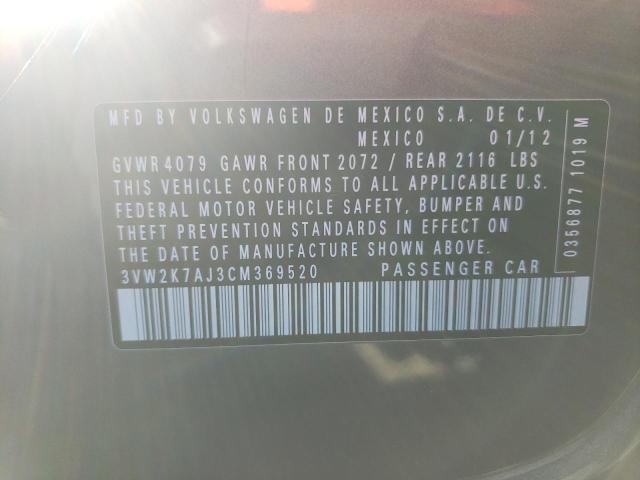 MFD BY VOLKSWAGEN DE MEXICO S.A. DE C.V.
MEXICO 01/12
GVWR 4079 GAWR FRONT 2072 / REAR 2116 LBS
THIS VEHICLE CONFORMS TO ALL APPLICABLE U.S.
FEDERAL MOTOR VEHICLE SAFETY, BUMPER AND
THEFT PREVENTION STANDARDS IN EFFECT ON
THE DATE OF MANUFACTURE SHOWN ABOVE.
3VW2K7AJ3CM369520 PASSENGER CAR
0356877 1019 M